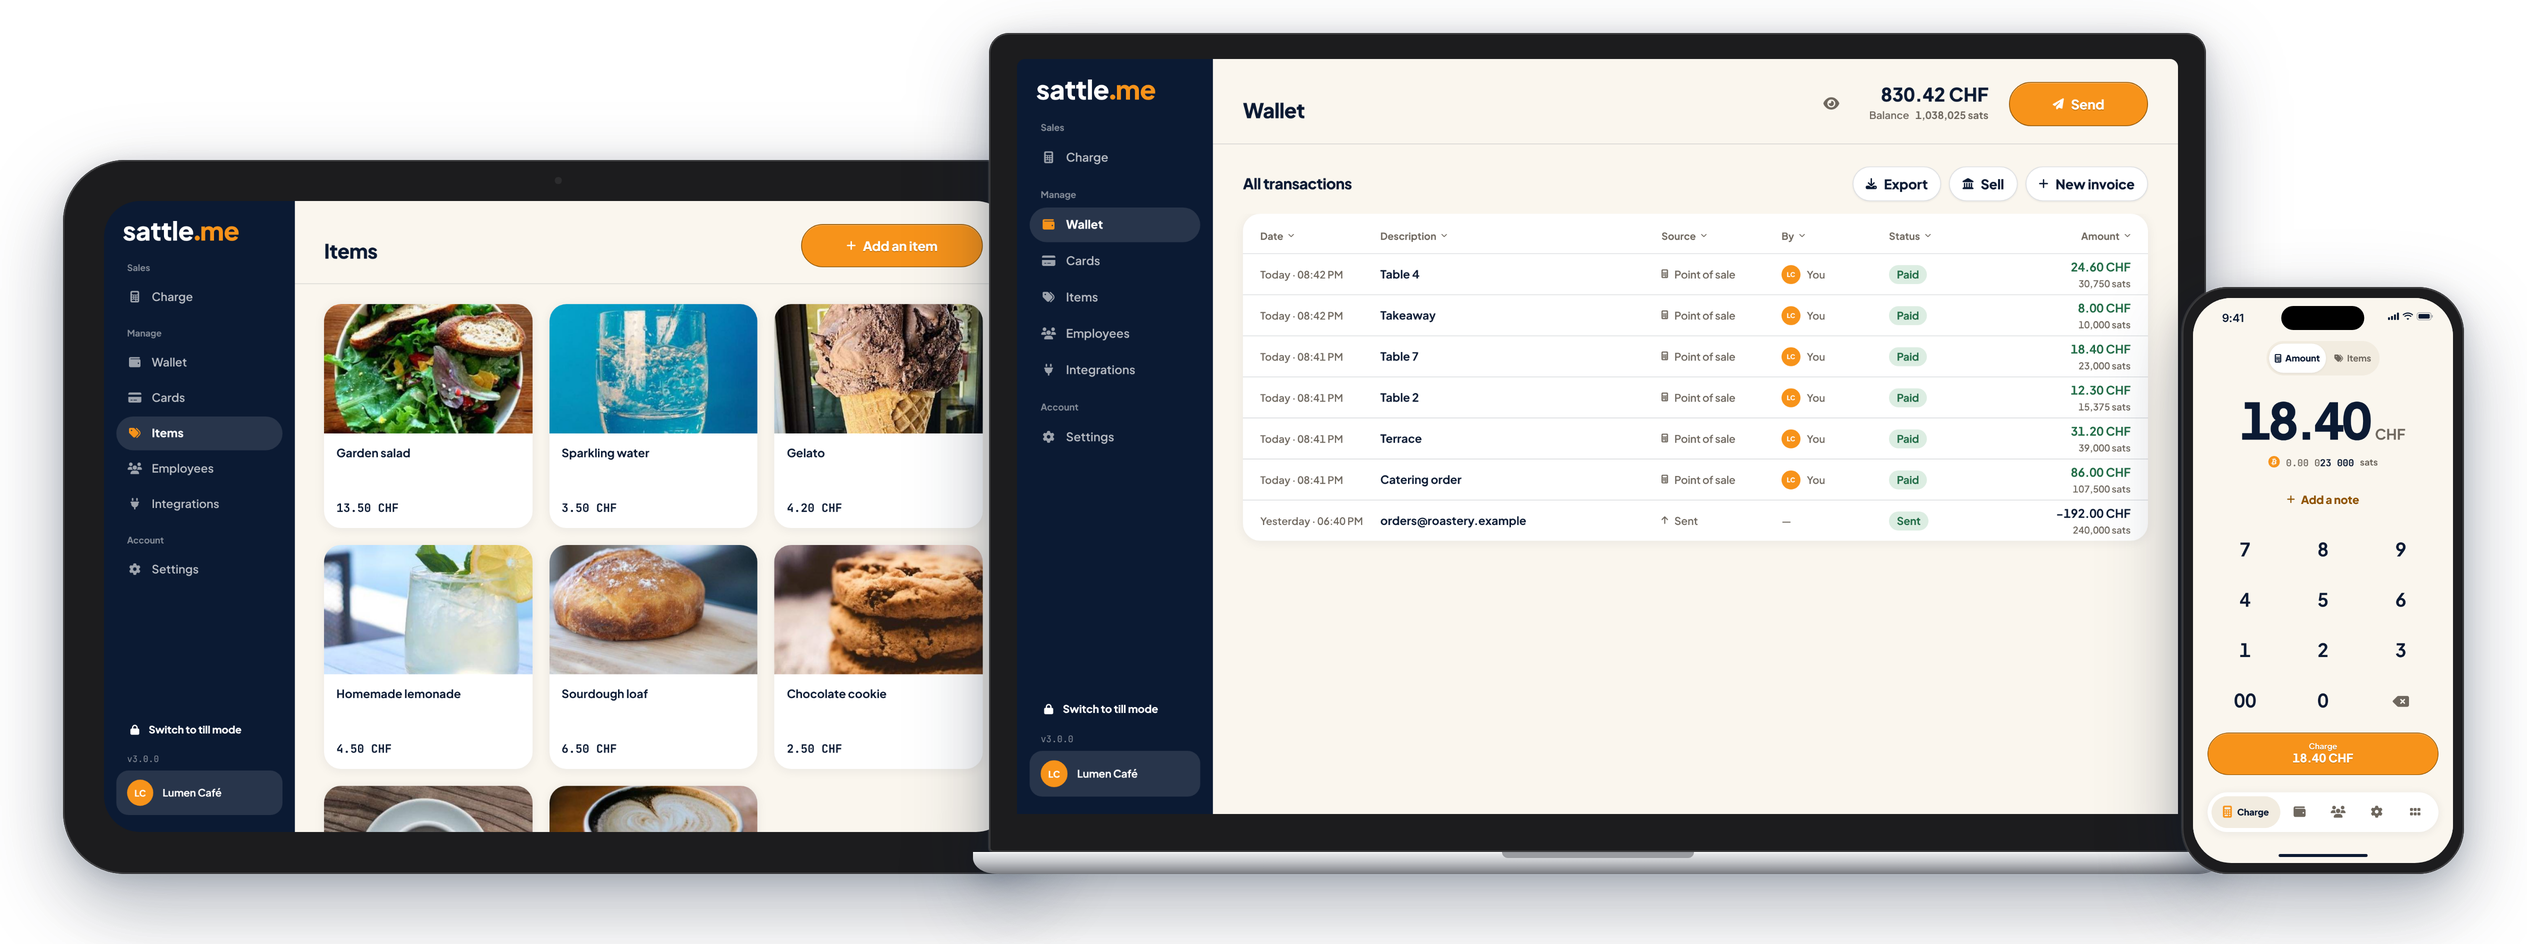 sattle.me
Sales
Charge
Manage
Wallet
Cards
Items
Employees
Integrations
Account
Settings
Switch to till mode
v3.0.0
LC Lumen Café
Items
+ Add an item
Garden salad
13.50 CHF
Sparkling water
3.50 CHF
Gelato
4.20 CHF
Homemade lemonade
4.50 CHF
Sourdough loaf
6.50 CHF
Chocolate cookie
2.50 CHF
sattle.me
Sales
Charge
Manage
Wallet
Cards
Items
Employees
Integrations
Account
Settings
Switch to till mode
v3.0.0
LC Lumen Café
Wallet
830.42 CHF
Balance 1,038,025 sats
Send
All transactions
Export
Sell
+ New invoice
Date Description Source By Status Amount
Today · 08:42 PM Table 4 Point of sale LC You Paid 24.60 CHF
30,750 sats
Today · 08:42 PM Takeaway Point of sale LC You Paid 8.00 CHF
10,000 sats
Today · 08:41 PM Table 7 Point of sale LC You Paid 18.40 CHF
23,000 sats
Today · 08:41 PM Table 2 Point of sale LC You Paid 12.30 CHF
15,375 sats
Today · 08:41 PM Terrace Point of sale LC You Paid 31.20 CHF
39,000 sats
Today · 08:41 PM Catering order Point of sale LC You Paid 86.00 CHF
107,500 sats
Yesterday · 06:40 PM orders@roastery.example ↑ Sent — Sent −192.00 CHF
240,000 sats
9:41
Amount Items
18.40 CHF
0.00 023 000 sats
+ Add a note
7 8 9
4 5 6
1 2 3
00 0
Charge
18.40 CHF
Charge